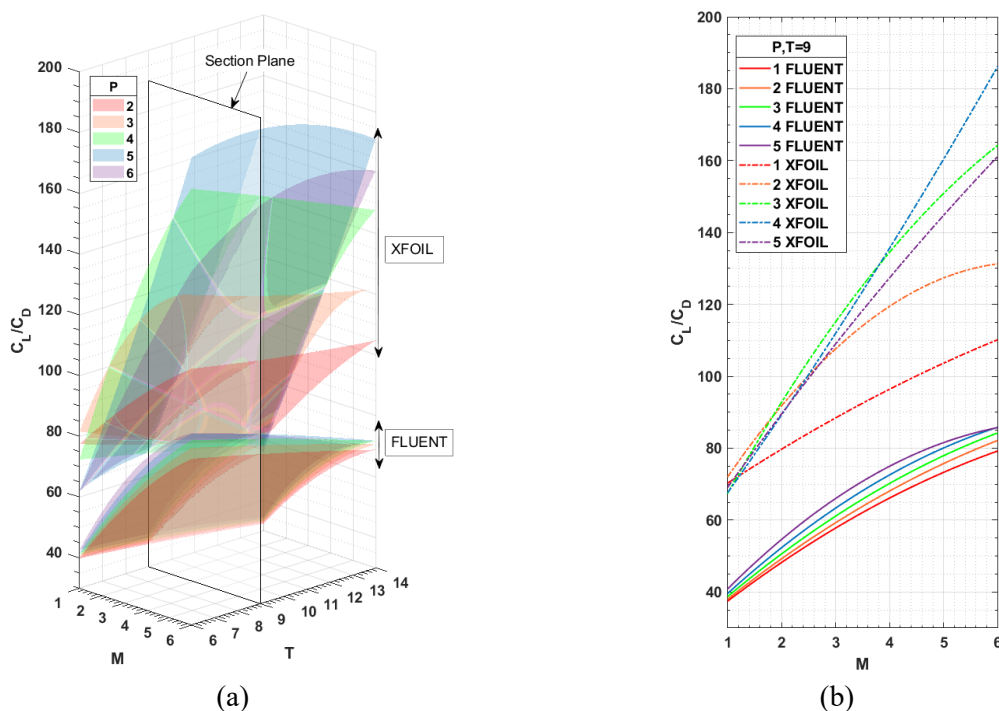 Section Plane
200
180
160
140
120
100
80
60
40
C_L/C_D
P
2
3
4
5
6
XFOIL
FLUENT
1
2
3
4
5
6
M
6
7
8
9
10
11
12
13
14
T
(a)
200
180
160
140
120
100
80
60
40
C_L/C_D
P,T=9
1 FLUENT
2 FLUENT
3 FLUENT
4 FLUENT
5 FLUENT
1 XFOIL
2 XFOIL
3 XFOIL
4 XFOIL
5 XFOIL
1
2
3
4
5
6
M
(b)